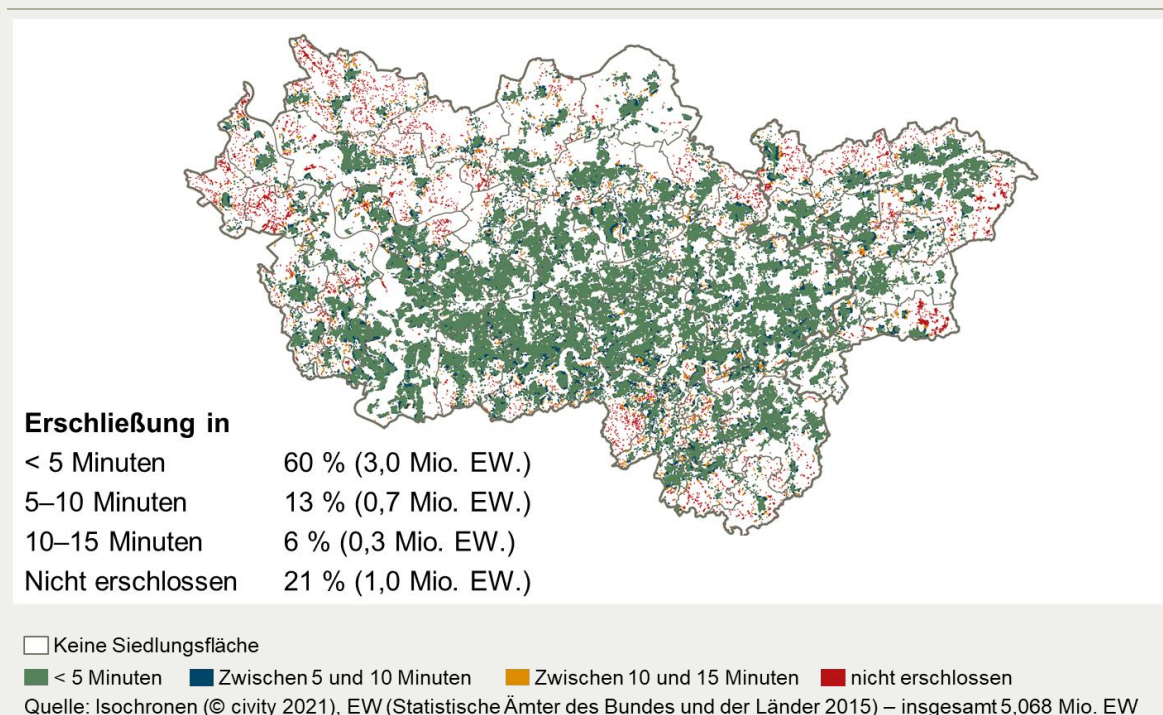 Erschließung in
< 5 Minuten 60 % (3,0 Mio. EW.)
5–10 Minuten 13 % (0,7 Mio. EW.)
10–15 Minuten 6 % (0,3 Mio. EW.)
Nicht erschlossen 21 % (1,0 Mio. EW.)
Keine Siedlungsfläche
< 5 Minuten Zwischen 5 und 10 Minuten Zwischen 10 und 15 Minuten nicht erschlossen
Quelle: Isochronen (© civity 2021), EW (Statistische Ämter des Bundes und der Länder 2015) – insgesamt 5,068 Mio. EW